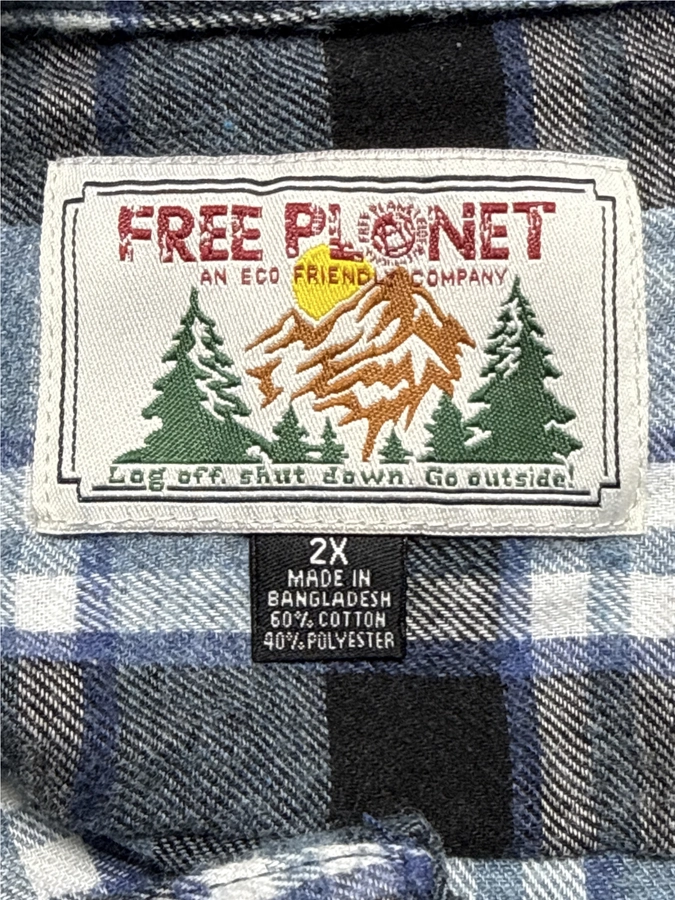 FREE PLANET
AN ECO FRIENDLY COMPANY
Log off. shut down. Go outside!
2X
MADE IN
BANGLADESH
60% COTTON
40% POLYESTER